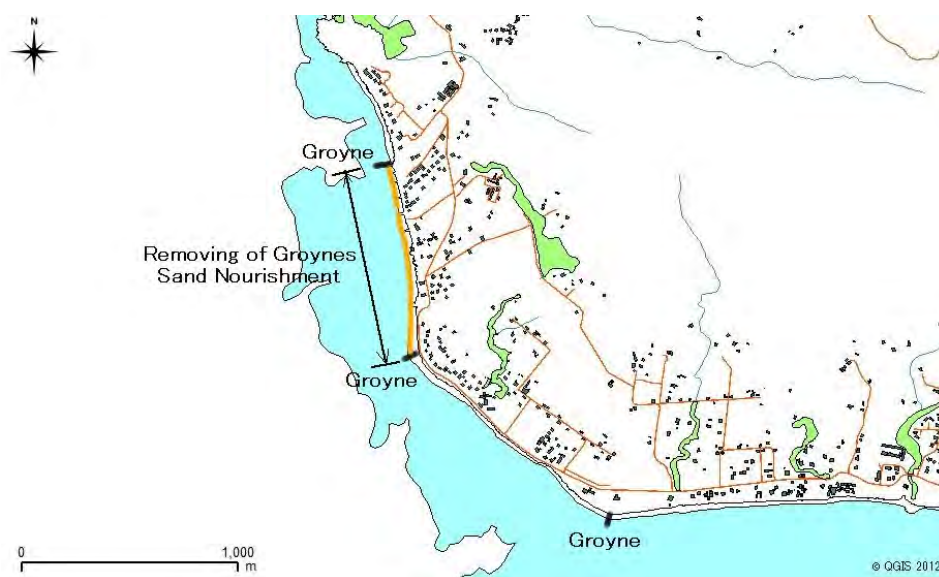 N
Groyne
Removing of Groynes
Sand Nourishment
Groyne
Groyne
0 1,000
m
© QGIS 2012